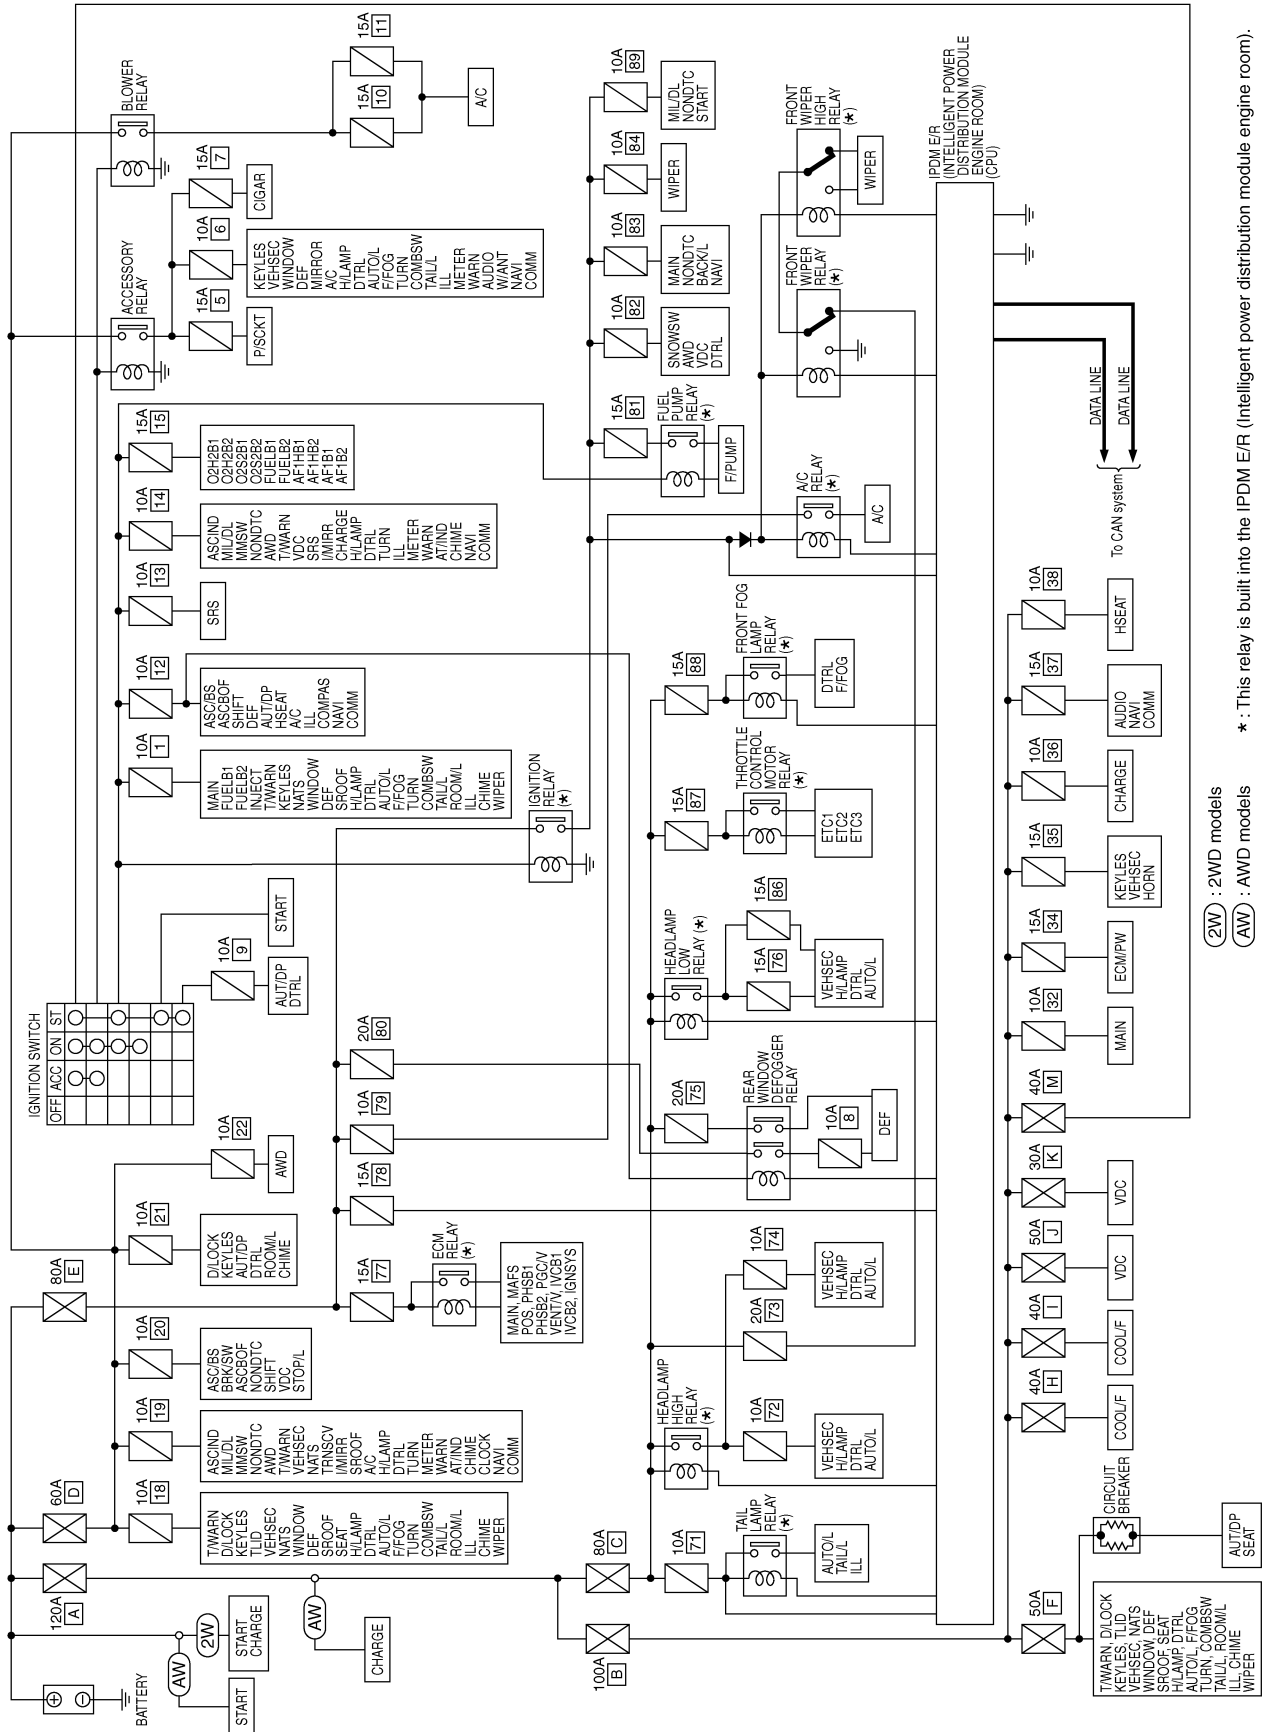 BATTERY
START
AW
2W
START
CHARGE
AW
CHARGE
120A
A
60A
D
80A
E
10A
18
T/WARN
D/LOCK
KEYLES
TLID
VEHSEC
NATS
WINDOW
DEF
SROOF
SEAT
H/LAMP
DTRL
AUTO/L
F/FOG
TURN
COMBSW
TAIL/L
ROOM/L
ILL
CHIME
WIPER
10A
19
ASCIND
MIL/DL
MMSW
NONDTC
AWD
T/WARN
VEHSEC
NATS
TRNSCV
I/MIRR
SROOF
A/C
H/LAMP
DTRL
TURN
METER
WARN
AT/IND
CHIME
CLOCK
NAVI
COMM
10A
20
ASC/BS
BRK/SW
ASCBOF
NONDTC
SHIFT
VDC
STOP/L
10A
21
D/LOCK
KEYLES
AUT/DP
DTRL
ROOM/L
CHIME
10A
22
AWD
IGNITION SWITCH
OFF
ACC
ON
ST
10A
9
AUT/DP
DTRL
START
10A
1
MAIN
FUELB1
FUELB2
INJECT
T/WARN
KEYLES
NATS
WINDOW
DEF
SROOF
H/LAMP
DTRL
AUTO/L
F/FOG
TURN
COMBSW
TAIL/L
ROOM/L
ILL
CHIME
WIPER
10A
12
ASC/BS
ASCBOF
SHIFT
DEF
AUT/DP
HSEAT
A/C
ILL
COMPAS
NAVI
COMM
10A
13
SRS
10A
14
ASCIND
MIL/DL
MMSW
NONDTC
AWD
T/WARN
VDC
SRS
I/MIRR
CHARGE
H/LAMP
DTRL
TURN
ILL
METER
WARN
AT/IND
CHIME
NAVI
COMM
15A
15
O2H2B1
O2H2B2
O2S2B1
O2S2B2
FUELB1
FUELB2
AF1HB1
AF1HB2
AF1B1
AF1B2
ACCESSORY
RELAY
15A
5
P/SCKT
10A
6
KEYLES
VEHSEC
WINDOW
DEF
MIRROR
A/C
H/LAMP
DTRL
AUTO/L
F/FOG
TURN
COMBSW
TAIL/L
ILL
METER
WARN
AUDIO
W/ANT
NAVI
COMM
15A
7
CIGAR
BLOWER
RELAY
15A
10
15A
11
A/C
15A
77
ECM
RELAY
(*)
MAIN, MAFS
POS, PHSB1
PHSB2, PGC/V
VENT/V, IVCB1
IVCB2, IGNSYS
15A
78
10A
79
20A
80
IGNITION
RELAY
(*)
15A
81
FUEL
PUMP
RELAY
(*)
F/PUMP
10A
82
SNOWSW
AWD
VDC
DTRL
10A
83
MAIN
NONDTC
BACK/L
NAVI
10A
84
WIPER
10A
89
MIL/DL
NONDTC
START
100A
B
80A
C
10A
71
TAIL
LAMP
RELAY
(*)
AUTO/L
TAIL/L
ILL
HEADLAMP
HIGH
RELAY
(*)
10A
72
VEHSEC
H/LAMP
DTRL
AUTO/L
20A
73
10A
74
VEHSEC
H/LAMP
DTRL
AUTO/L
20A
75
REAR
WINDOW
DEFOGGER
RELAY
10A
8
DEF
HEADLAMP
LOW
RELAY (*)
15A
76
15A
86
VEHSEC
H/LAMP
DTRL
AUTO/L
15A
87
THROTTLE
CONTROL
MOTOR
RELAY
(*)
ETC1
ETC2
ETC3
15A
88
FRONT FOG
LAMP
RELAY
(*)
DTRL
F/FOG
A/C
RELAY
(*)
A/C
FRONT
WIPER
RELAY
(*)
FRONT
WIPER
HIGH
RELAY
(*)
WIPER
IPDM E/R
(INTELLIGENT POWER
DISTRIBUTION MODULE
ENGINE ROOM)
(CPU)
DATA LINE
DATA LINE
To CAN system
50A
F
T/WARN, D/LOCK
KEYLES, TLID
VEHSEC, NATS
WINDOW, DEF
SROOF, SEAT
H/LAMP, DTRL
AUTO/L, F/FOG
TURN, COMBSW
TAIL/L, ROOM/L
ILL, CHIME
WIPER
CIRCUIT
BREAKER
AUT/DP
SEAT
40A
H
COOL/F
40A
I
COOL/F
50A
J
VDC
30A
K
VDC
40A
M
10A
32
MAIN
15A
34
ECM/PW
15A
35
KEYLES
VEHSEC
HORN
10A
36
CHARGE
15A
37
AUDIO
NAVI
COMM
10A
38
HSEAT
2W : 2WD models
AW : AWD models
* : This relay is built into the IPDM E/R (Intelligent power distribution module engine room).